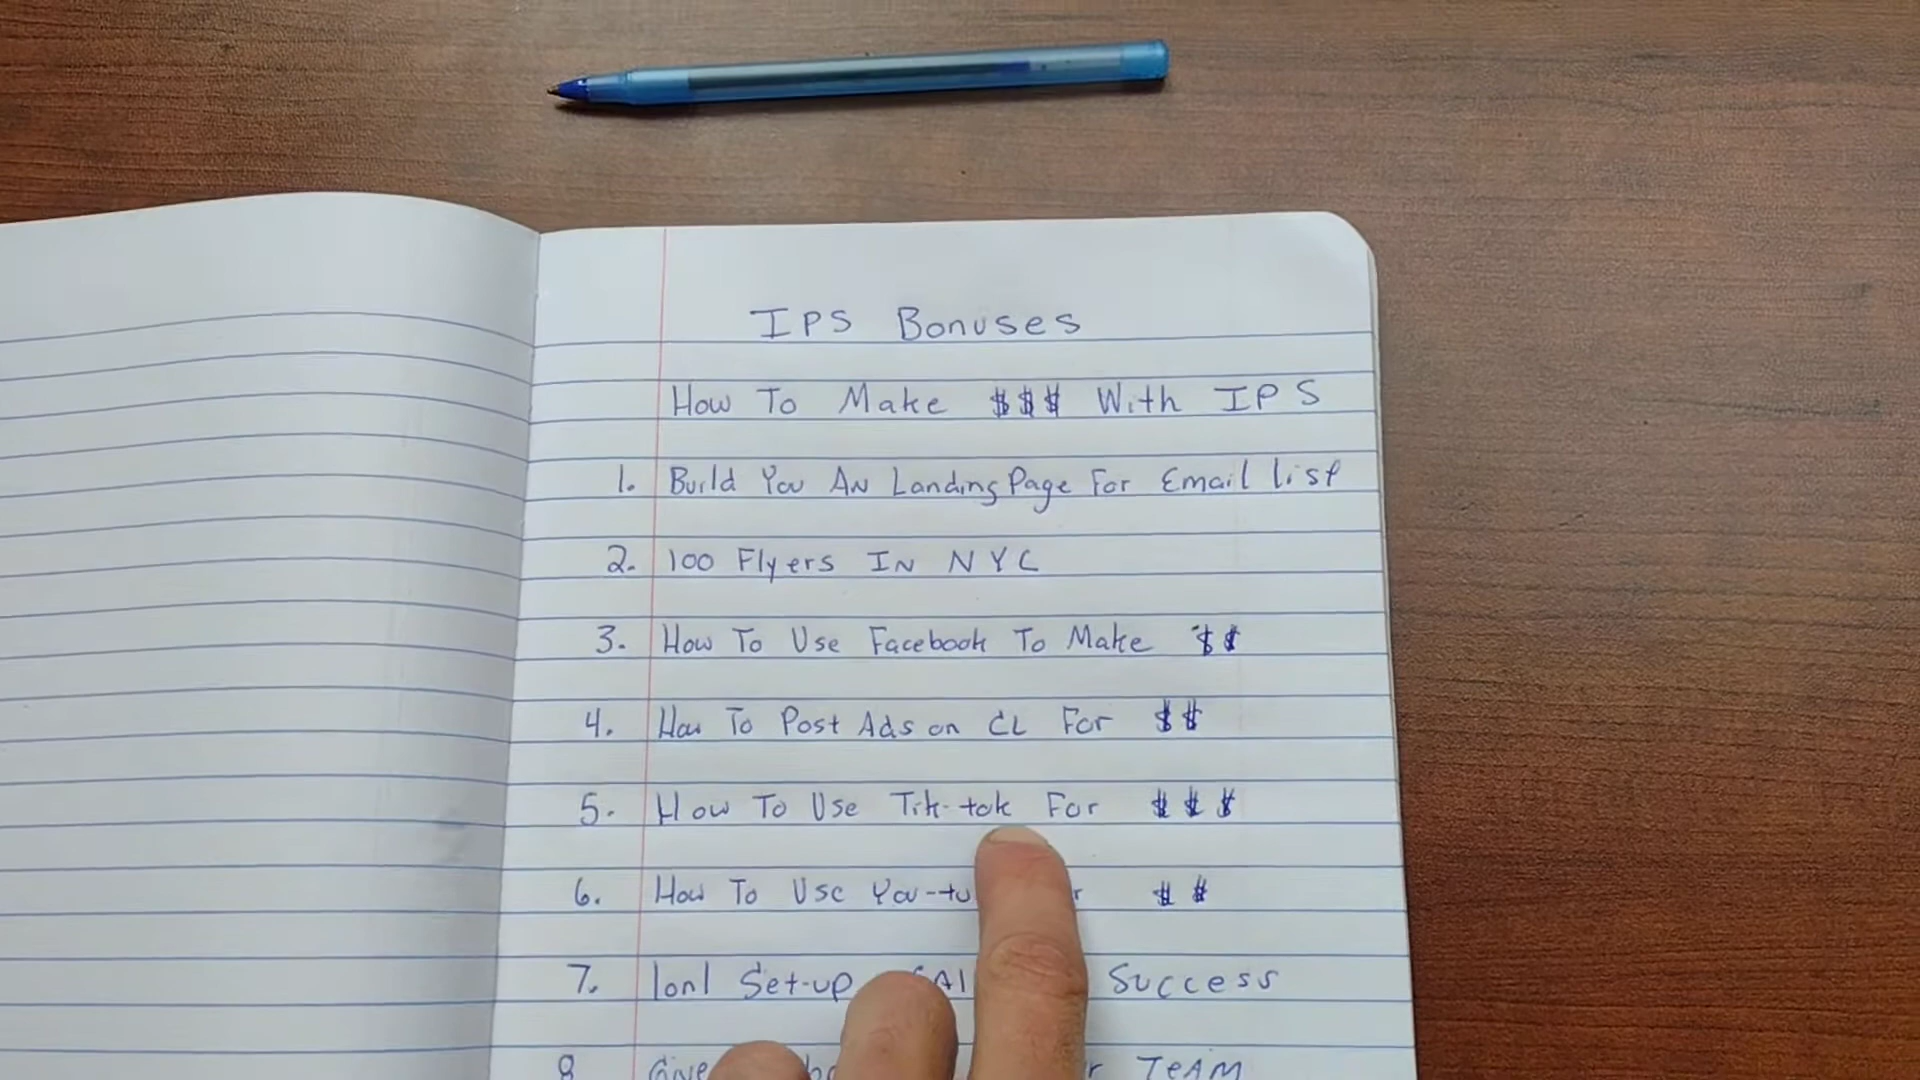 IPS Bonuses
How To Make $$$ With IPS
1. Build You AN Landing Page For Email list
2. 100 Flyers IN NYC
3. How To Use Facebook To Make $$
4. How To Post Ads on CL For $$
5. How To Use Tik-tok For $$$
6. How To Use You-tu $$
7. 1on1 Set-up Success
8 Give TEAM